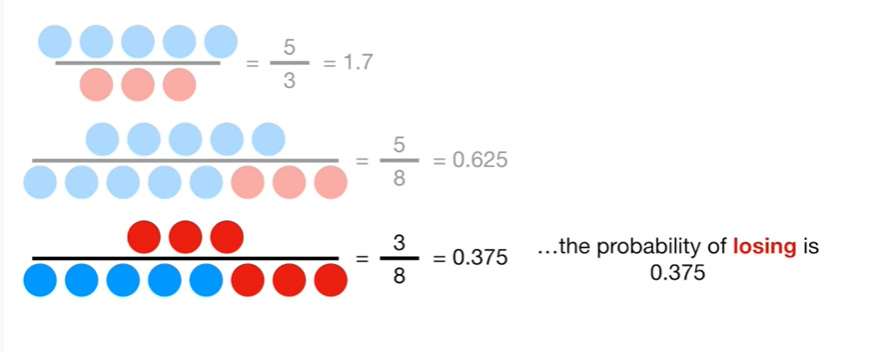 = 5/3 = 1.7
= 5/8 = 0.625
= 3/8 = 0.375
...the probability of losing is
0.375